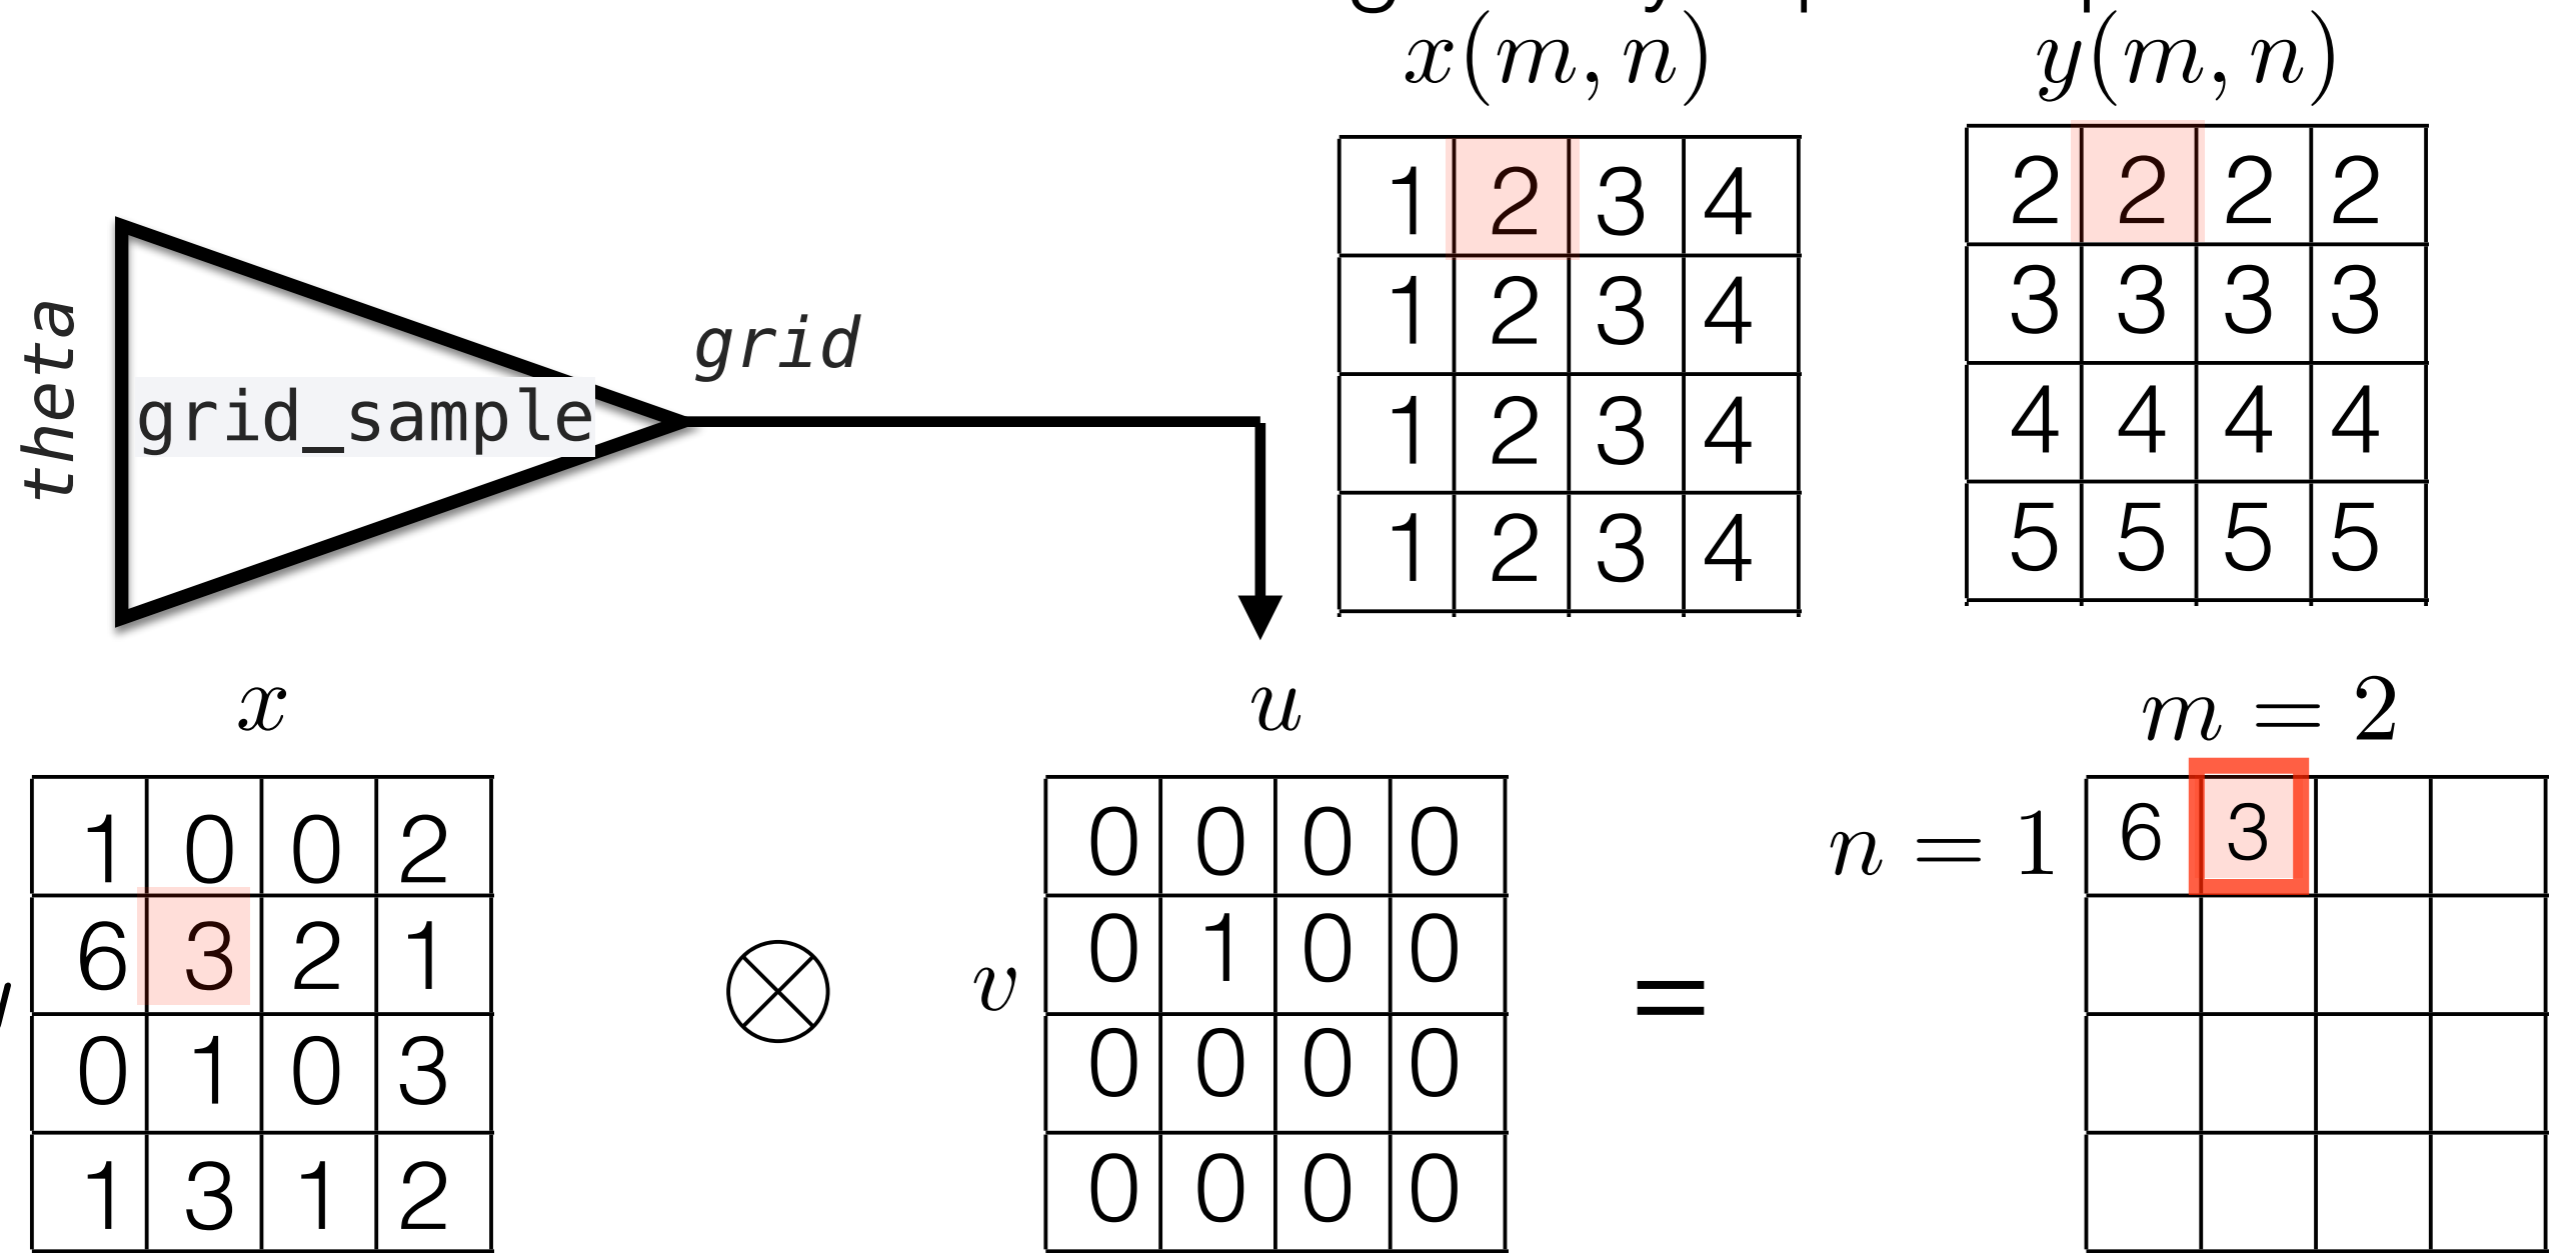 x(m, n)
y(m, n)
1 2 3 4
1 2 3 4
1 2 3 4
1 2 3 4
2 2 2 2
3 3 3 3
4 4 4 4
5 5 5 5
theta
grid_sample
grid
x
1 0 0 2
6 3 2 1
0 1 0 3
1 3 1 2
⊗
u
v
0 0 0 0
0 1 0 0
0 0 0 0
0 0 0 0
=
m = 2
n = 1
6 3